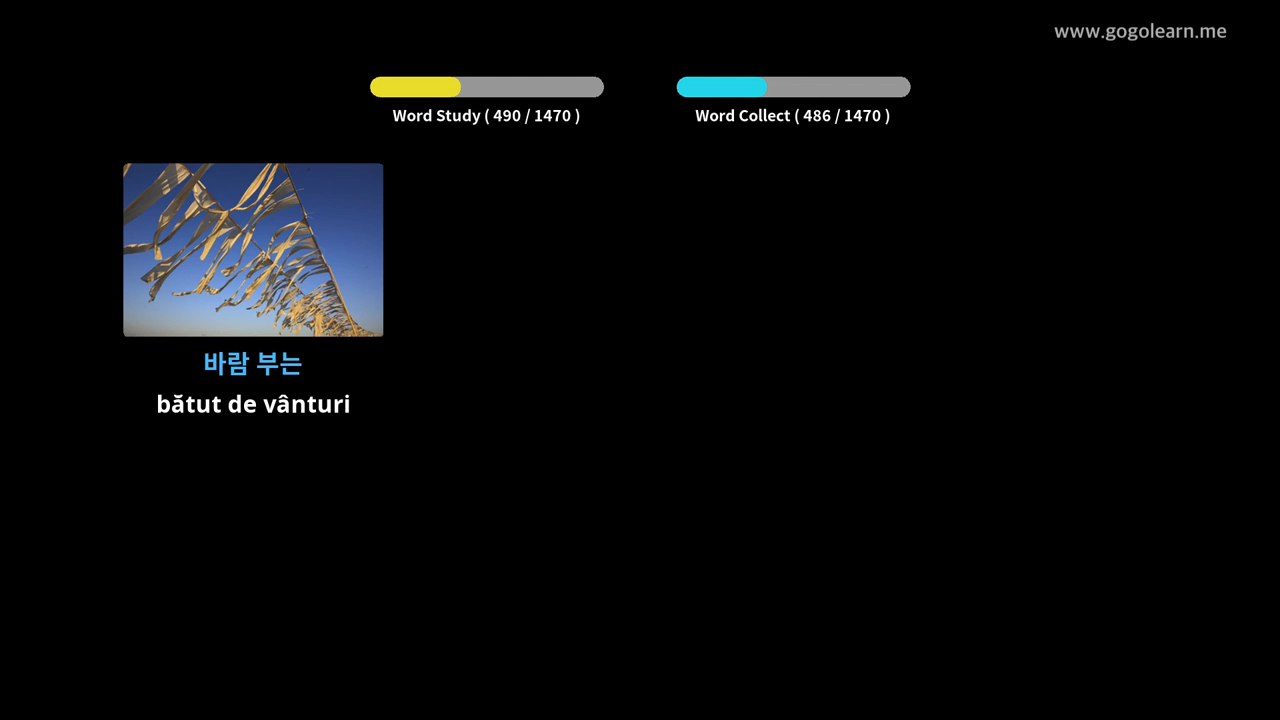 www.gogolearn.me
Word Study ( 490 / 1470 )
Word Collect ( 486 / 1470 )
바람 부는
bătut de vânturi